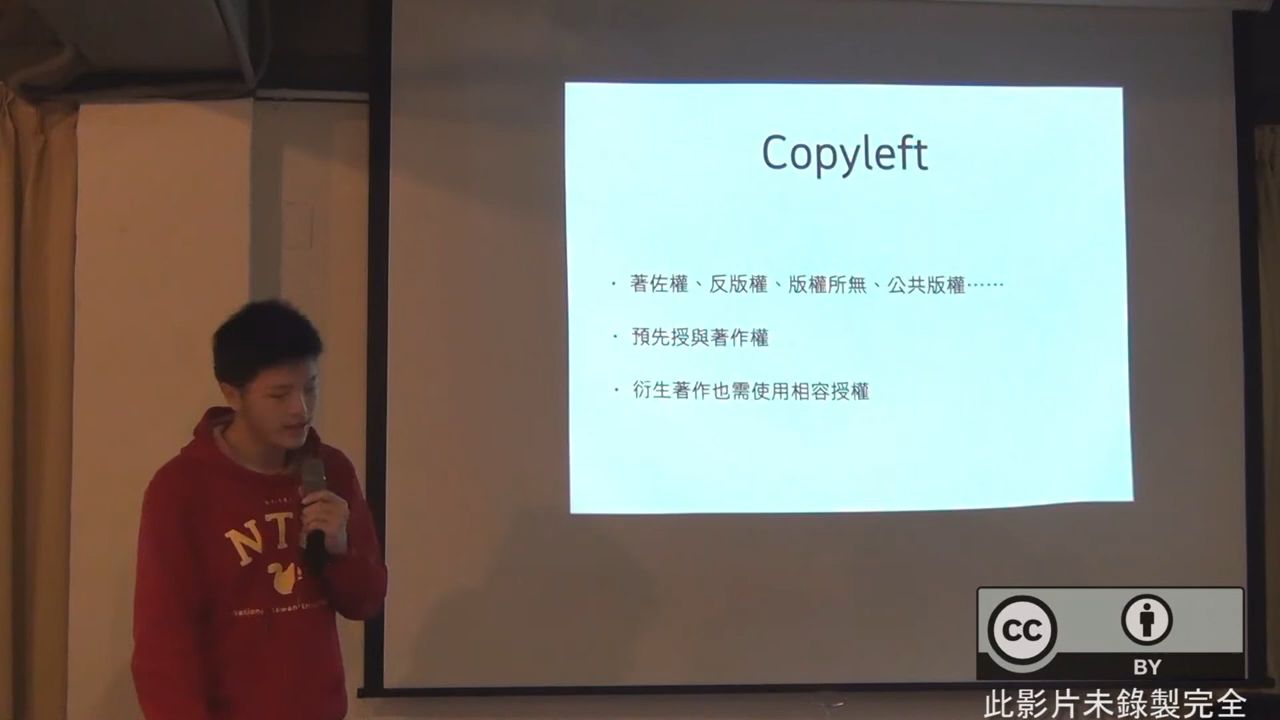 Copyleft
· 著佐權、反版權、版權所無、公共版權⋯⋯
· 預先授與著作權
· 衍生著作也需使用相容授權
NT
cc
BY
此影片未錄製完全